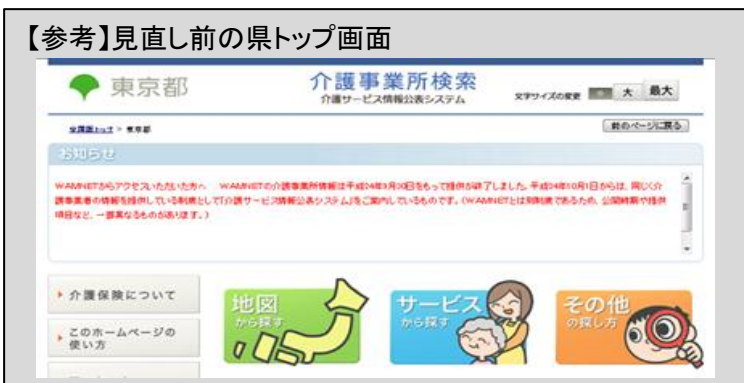 【参考】見直し前の県トップ画面
東京都
介護事業所検索
介護サービス情報公表システム
文字サイズの変更 大 最大
全国版トップ > 東京都
前のページに戻る
お知らせ
WAMNETからアクセスいただいた方へ WAMNETの介護事業所情報は平成24年9月30日をもって提供が終了しました。平成24年10月1日からは、同じく介
護事業者の情報を提供している制度として「介護サービス情報公表システム」をご案内しているものです。(WAMNETとは別制度であるため、公開時期や提供
項目など、一部異なるものがあります。)
介護保険について
このホームページの
使い方
地図
から探す
サービス
から探す
その他
の探し方